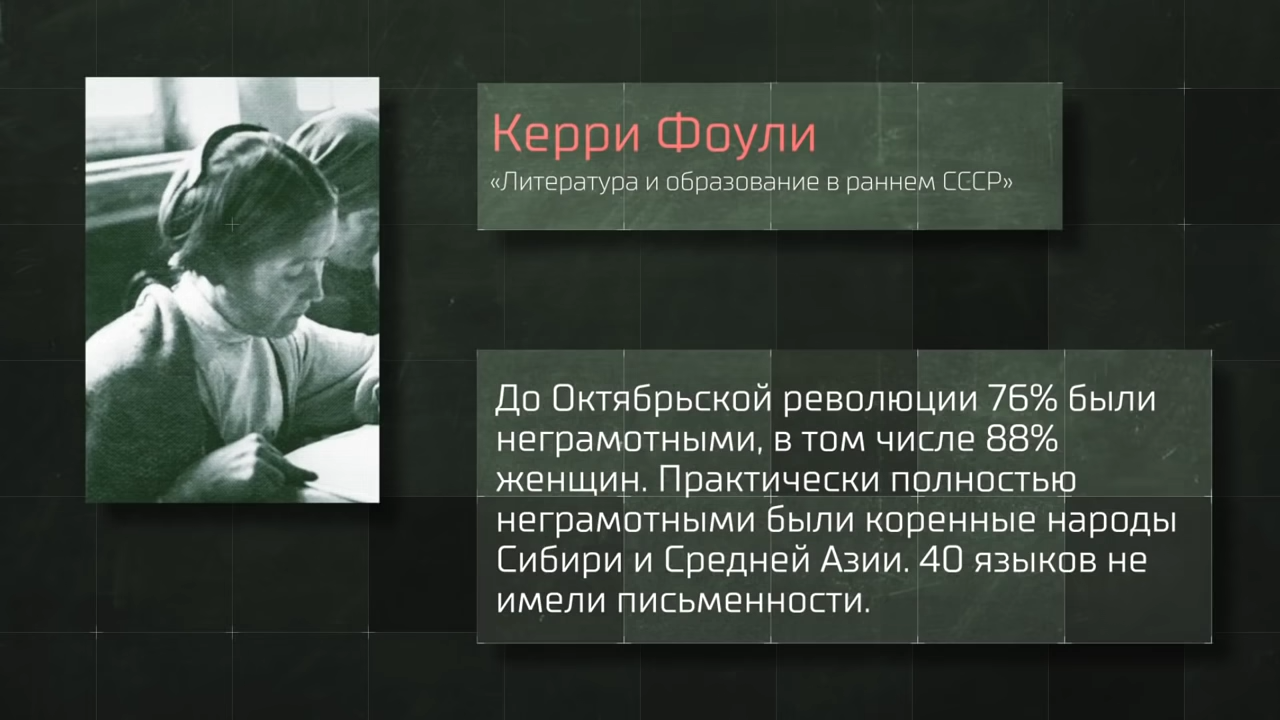 Керри Фоули
«Литература и образование в раннем СССР»
До Октябрьской революции 76% были
неграмотными, в том числе 88%
женщин. Практически полностью
неграмотными были коренные народы
Сибири и Средней Азии. 40 языков не
имели письменности.